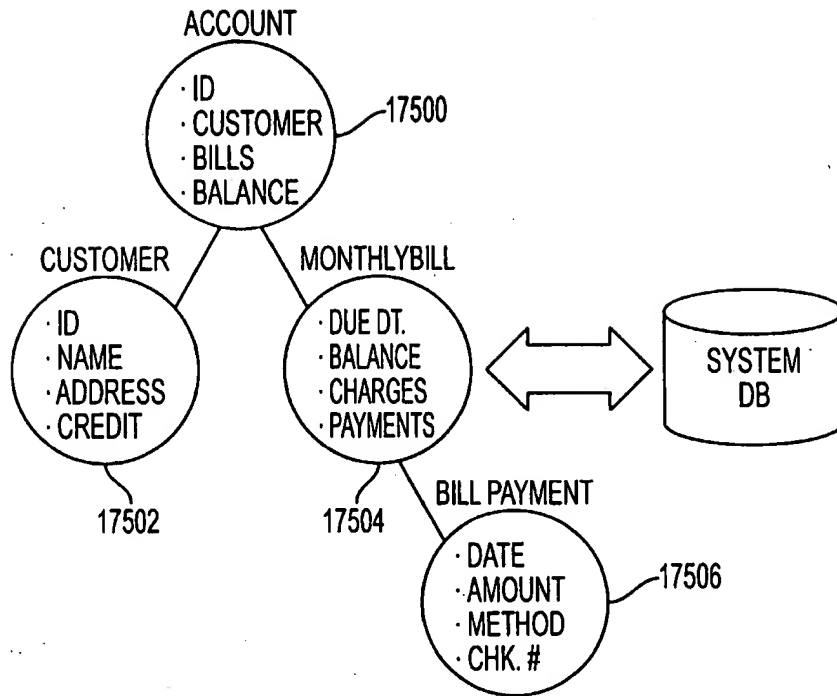 ACCOUNT
· ID
· CUSTOMER
· BILLS
· BALANCE
17500
CUSTOMER
· ID
· NAME
· ADDRESS
· CREDIT
17502
MONTHLYBILL
· DUE DT.
· BALANCE
· CHARGES
· PAYMENTS
17504
SYSTEM
DB
BILL PAYMENT
· DATE
· AMOUNT
· METHOD
· CHK. #
17506